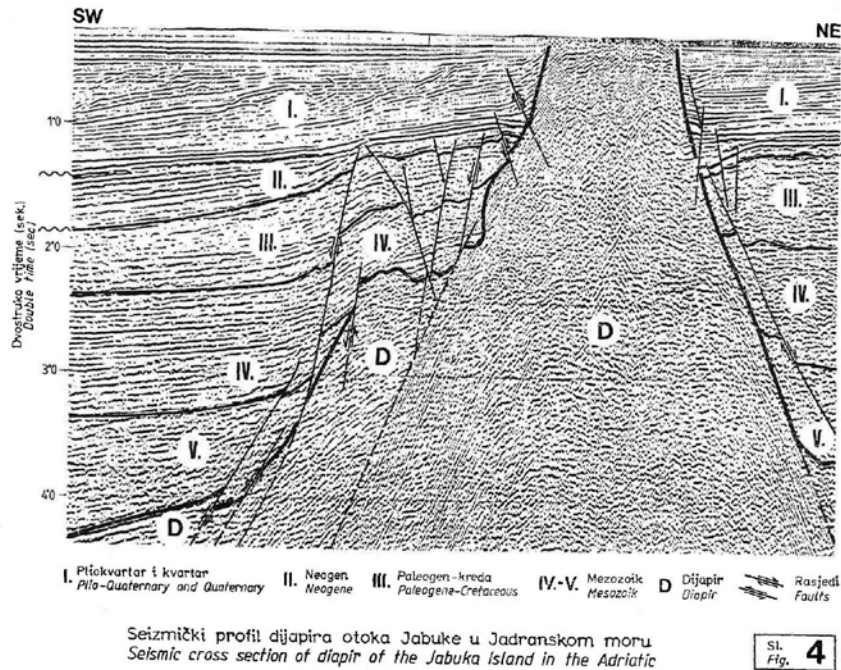 SW
NE
I.
I.
1'0
II.
III.
III.
IV.
2'0
Dvostruko vrijeme (sek.)
Double time (sec)
IV.
D
D
3'0
IV.
V.
V.
4'0
D
I. Pliokvartar i kvartar
Plio-Quaternary and Quaternary
II. Neogen
Neogene
III. Paleogen-kreda
Paleogene-Cretaceous
IV.-V. Mezozoik
Mesozoik
D Dijapir
Diapir
Rasjedi
Faults
Seizmički profil dijapira otoka Jabuke u Jadranskom moru
Seismic cross section of diapir of the Jabuka Island in the Adriatic
Sl.
Fig. 4